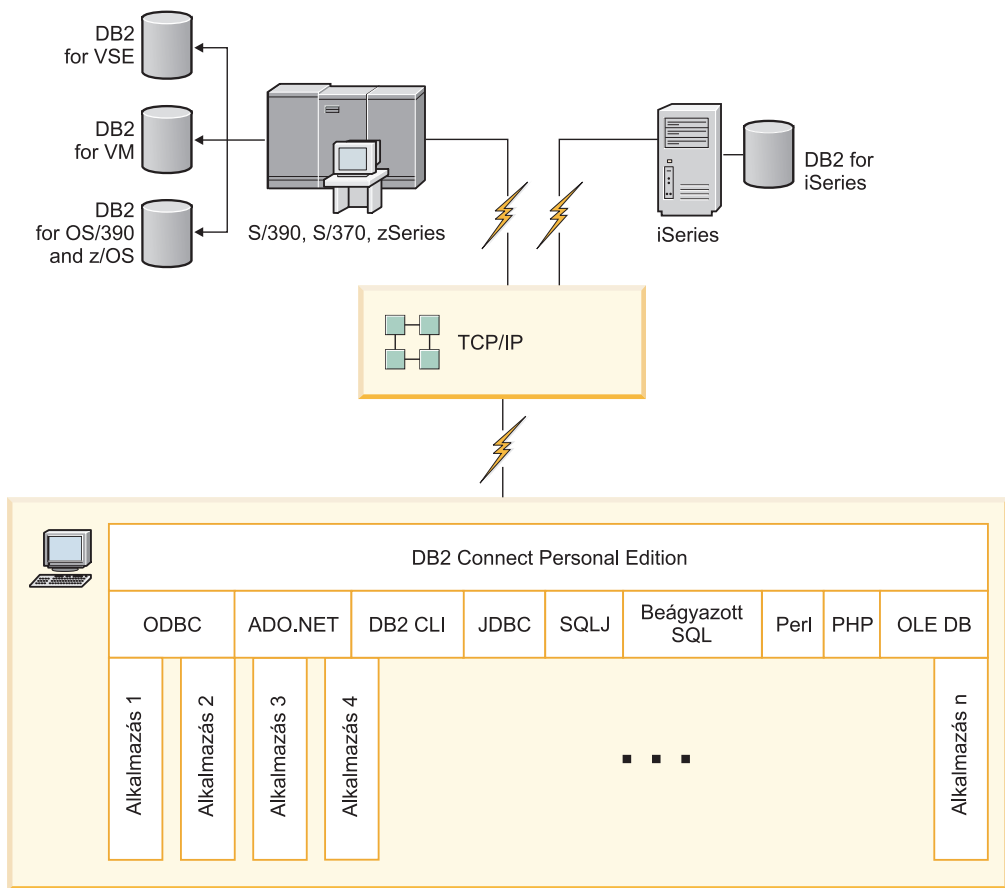 DB2
for VSE
DB2
for VM
DB2
for OS/390
and z/OS
S/390, S/370, zSeries
iSeries
DB2 for
iSeries
TCP/IP
DB2 Connect Personal Edition
ODBC
ADO.NET
DB2 CLI
JDBC
SQLJ
Beágyazott
SQL
Perl
PHP
OLE DB
Alkalmazás 1
Alkalmazás 2
Alkalmazás 3
Alkalmazás 4
Alkalmazás n